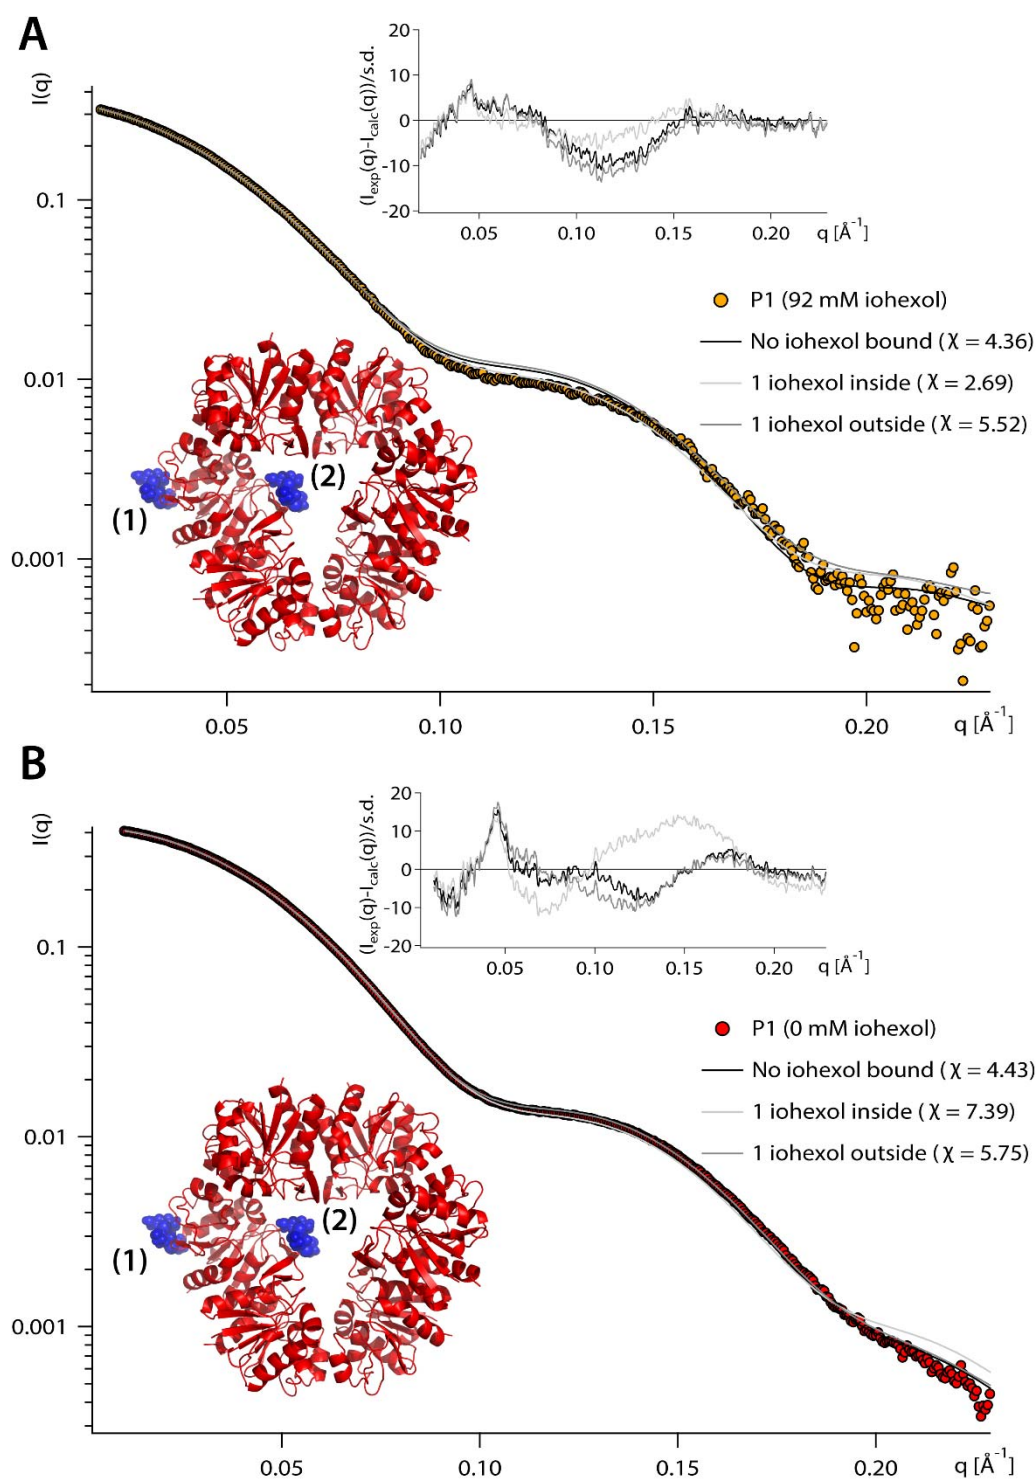 A
I(q)
0.1
0.01
0.001
0.05
0.10
0.15
0.20
q [Å⁻¹]
(I_exp(q)-I_calc(q))/s.d.
20
10
0
-10
-20
0.05
0.10
0.15
0.20
q [Å⁻¹]
P1 (92 mM iohexol)
No iohexol bound (χ = 4.36)
1 iohexol inside (χ = 2.69)
1 iohexol outside (χ = 5.52)
(1)
(2)
B
I(q)
0.1
0.01
0.001
0.05
0.10
0.15
0.20
q [Å⁻¹]
(I_exp(q)-I_calc(q))/s.d.
20
10
0
-10
-20
0.05
0.10
0.15
0.20
q [Å⁻¹]
P1 (0 mM iohexol)
No iohexol bound (χ = 4.43)
1 iohexol inside (χ = 7.39)
1 iohexol outside (χ = 5.75)
(1)
(2)